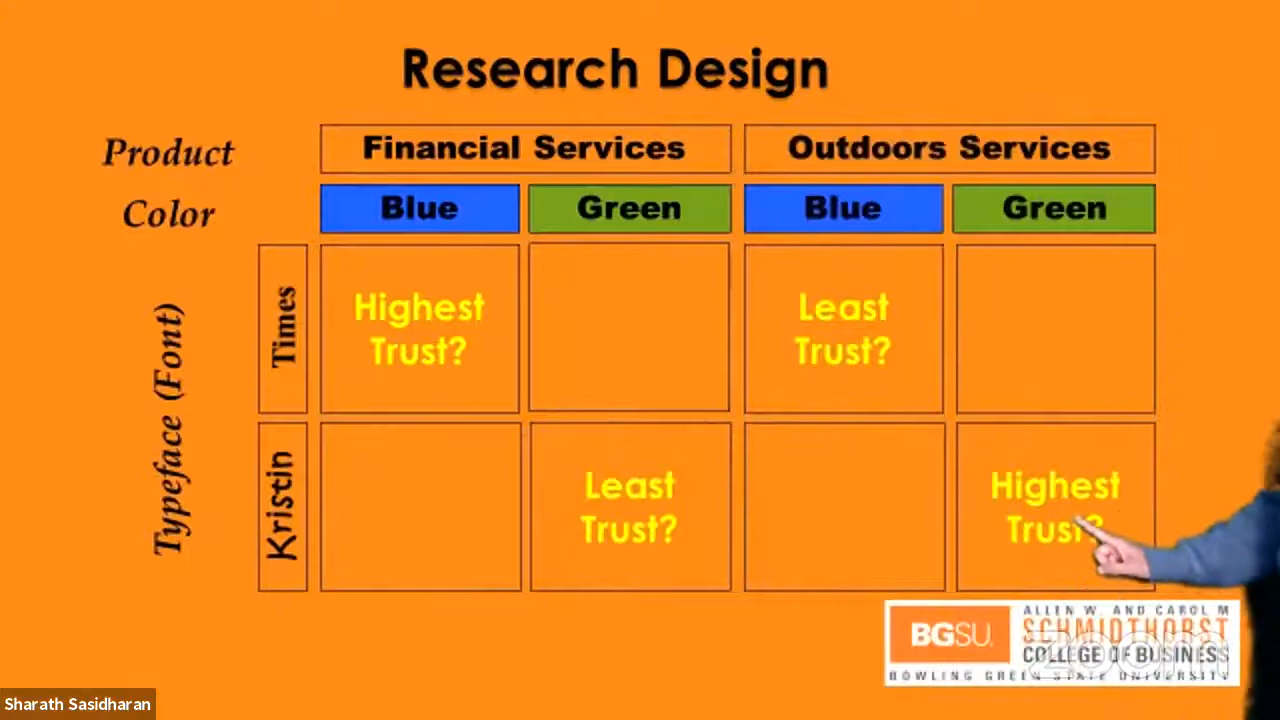 Research Design
Product
Financial Services
Outdoors Services
Color
Blue
Green
Blue
Green
Typeface (Font)
Times
Highest
Trust?
Least
Trust?
Kristin
Least
Trust?
Highest
Trust?
BGSU.
ALLEN W. AND CAROL M
SCHMIDTHORST
COLLEGE OF BUSINESS
BOWLING GREEN STATE UNIVERSITY
zoom
Sharath Sasidharan